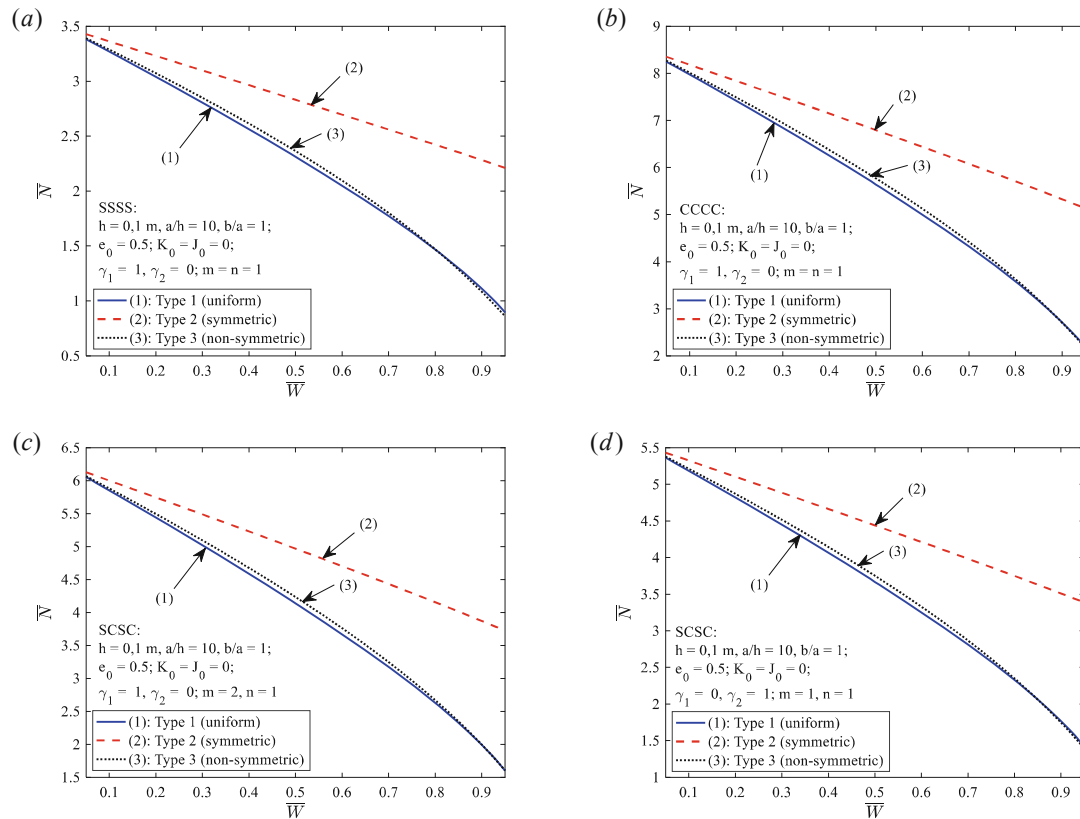 (a)
3.5
3
2.5
2
1.5
1
0.5
N̅
(2)
(3)
(1)
SSSS:
h = 0,1 m, a/h = 10, b/a = 1;
e₀ = 0.5; K₀ = J₀ = 0;
γ₁ = 1, γ₂ = 0; m = n = 1
(1): Type 1 (uniform)
(2): Type 2 (symmetric)
(3): Type 3 (non-symmetric)
0.1 0.2 0.3 0.4 0.5 0.6 0.7 0.8 0.9
W̅
(b)
9
8
7
6
5
4
3
2
N̅
(2)
(3)
(1)
CCCC:
h = 0,1 m, a/h = 10, b/a = 1;
e₀ = 0.5; K₀ = J₀ = 0;
γ₁ = 1, γ₂ = 0; m = n = 1
(1): Type 1 (uniform)
(2): Type 2 (symmetric)
(3): Type 3 (non-symmetric)
0.1 0.2 0.3 0.4 0.5 0.6 0.7 0.8 0.9
W̅
(c)
6.5
6
5.5
5
4.5
4
3.5
3
2.5
2
1.5
N̅
(2)
(3)
(1)
SCSC:
h = 0,1 m, a/h = 10, b/a = 1;
e₀ = 0.5; K₀ = J₀ = 0;
γ₁ = 1, γ₂ = 0; m = 2, n = 1
(1): Type 1 (uniform)
(2): Type 2 (symmetric)
(3): Type 3 (non-symmetric)
0.1 0.2 0.3 0.4 0.5 0.6 0.7 0.8 0.9
W̅
(d)
5.5
5
4.5
4
3.5
3
2.5
2
1.5
1
N̅
(2)
(3)
(1)
SCSC:
h = 0,1 m, a/h = 10, b/a = 1;
e₀ = 0.5; K₀ = J₀ = 0;
γ₁ = 0, γ₂ = 1; m = 1, n = 1
(1): Type 1 (uniform)
(2): Type 2 (symmetric)
(3): Type 3 (non-symmetric)
0.1 0.2 0.3 0.4 0.5 0.6 0.7 0.8 0.9
W̅